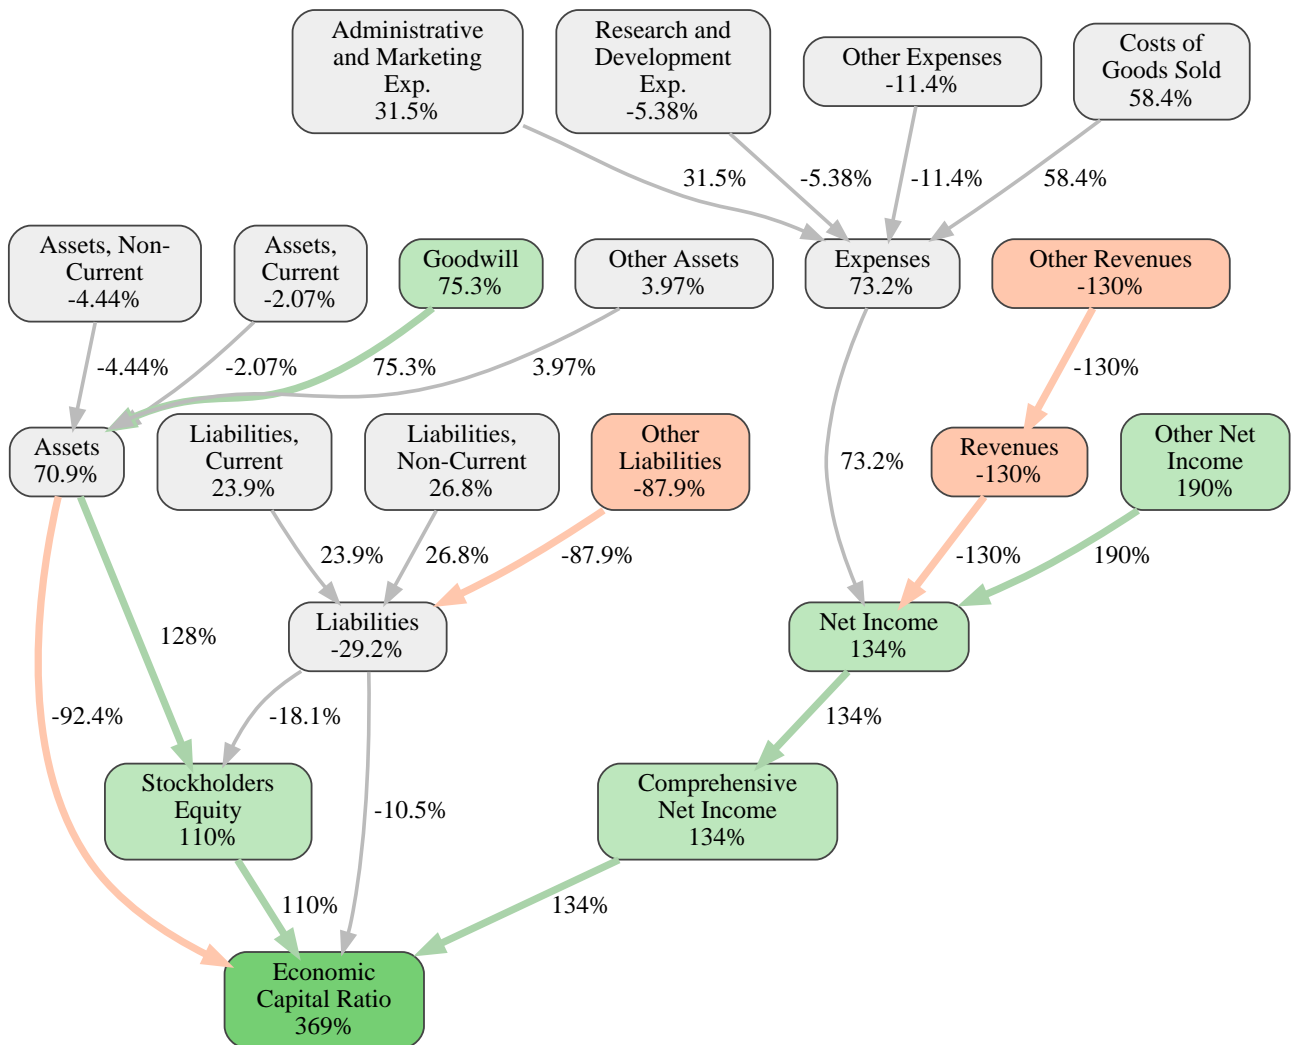 Administrative
and Marketing
Exp.
31.5%
Research and
Development
Exp.
-5.38%
Other Expenses
-11.4%
Costs of
Goods Sold
58.4%
31.5%
-5.38%
-11.4%
58.4%
Assets, Non-
Current
-4.44%
Assets,
Current
-2.07%
Goodwill
75.3%
Other Assets
3.97%
Expenses
73.2%
Other Revenues
-130%
-4.44%
-2.07%
75.3%
3.97%
-130%
Assets
70.9%
Liabilities,
Current
23.9%
Liabilities,
Non-Current
26.8%
Other
Liabilities
-87.9%
73.2%
Revenues
-130%
Other Net
Income
190%
23.9%
26.8%
-87.9%
-130%
190%
128%
Liabilities
-29.2%
Net Income
134%
-92.4%
-18.1%
134%
Stockholders
Equity
110%
-10.5%
Comprehensive
Net Income
134%
110%
134%
Economic
Capital Ratio
369%